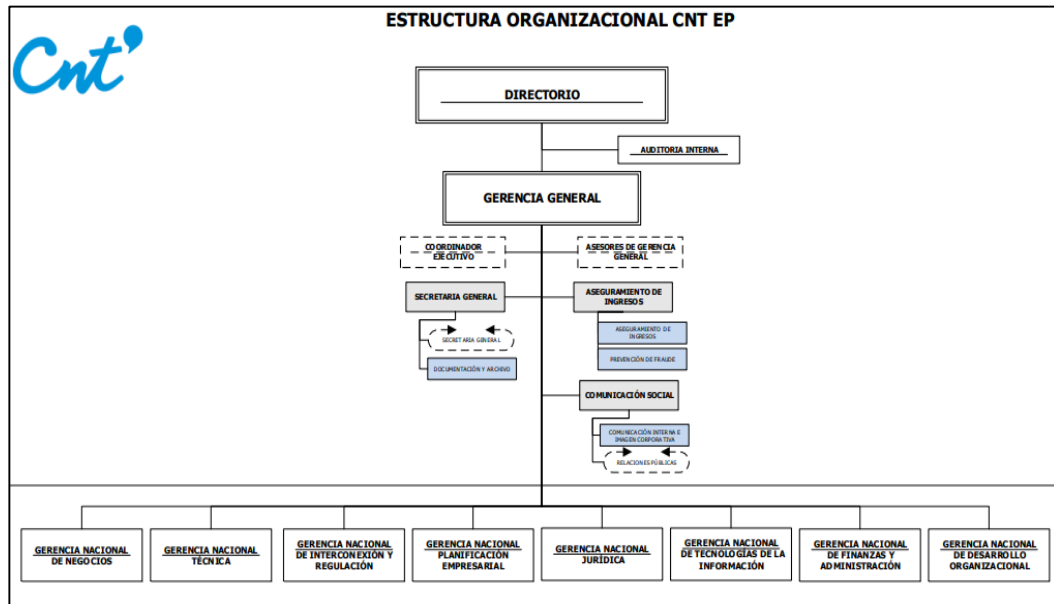 ESTRUCTURA ORGANIZACIONAL CNT EP
Cnt
DIRECTORIO
AUDITORIA INTERNA
GERENCIA GENERAL
COORDINADOR
EJECUTIVO
ASESORES DE GERENCIA
GENERAL
SECRETARIA GENERAL
ASEGURAMIENTO DE
INGRESOS
SECRETARIA GENERAL
DOCUMENTACIÓN Y ARCHIVO
ASEGURAMIENTO DE
INGRESOS
PREVENCIÓN DE FRAUDE
COMUNICACIÓN SOCIAL
COMUNICACIÓN INTERNA E
IMAGEN CORPORATIVA
RELACIONES PÚBLICAS
GERENCIA NACIONAL
DE NEGOCIOS
GERENCIA NACIONAL
TÉCNICA
GERENCIA NACIONAL
DE INTERCONEXIÓN Y
REGULACIÓN
GERENCIA NACIONAL
PLANIFICACIÓN
EMPRESARIAL
GERENCIA NACIONAL
JURÍDICA
GERENCIA NACIONAL
DE TECNOLOGÍAS DE LA
INFORMACIÓN
GERENCIA NACIONAL
DE FINANZAS Y
ADMINISTRACIÓN
GERENCIA NACIONAL
DE DESARROLLO
ORGANIZACIONAL